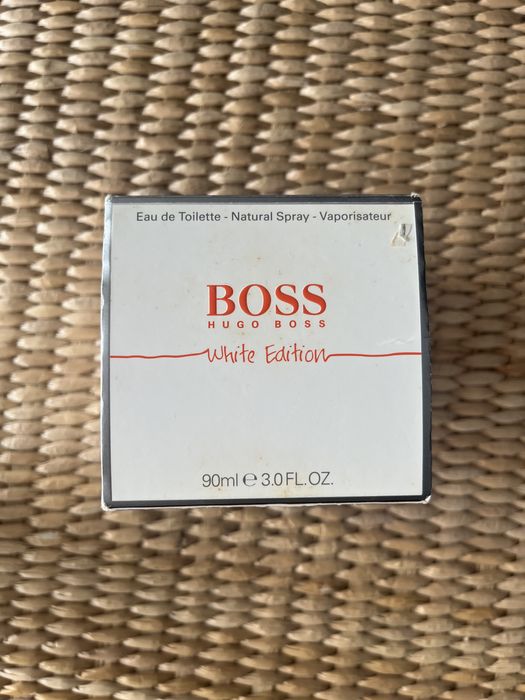 Eau de Toilette - Natural Spray - Vaporisateur
BOSS
HUGO BOSS
White Edition
90ml ℮ 3.0 FL.OZ.